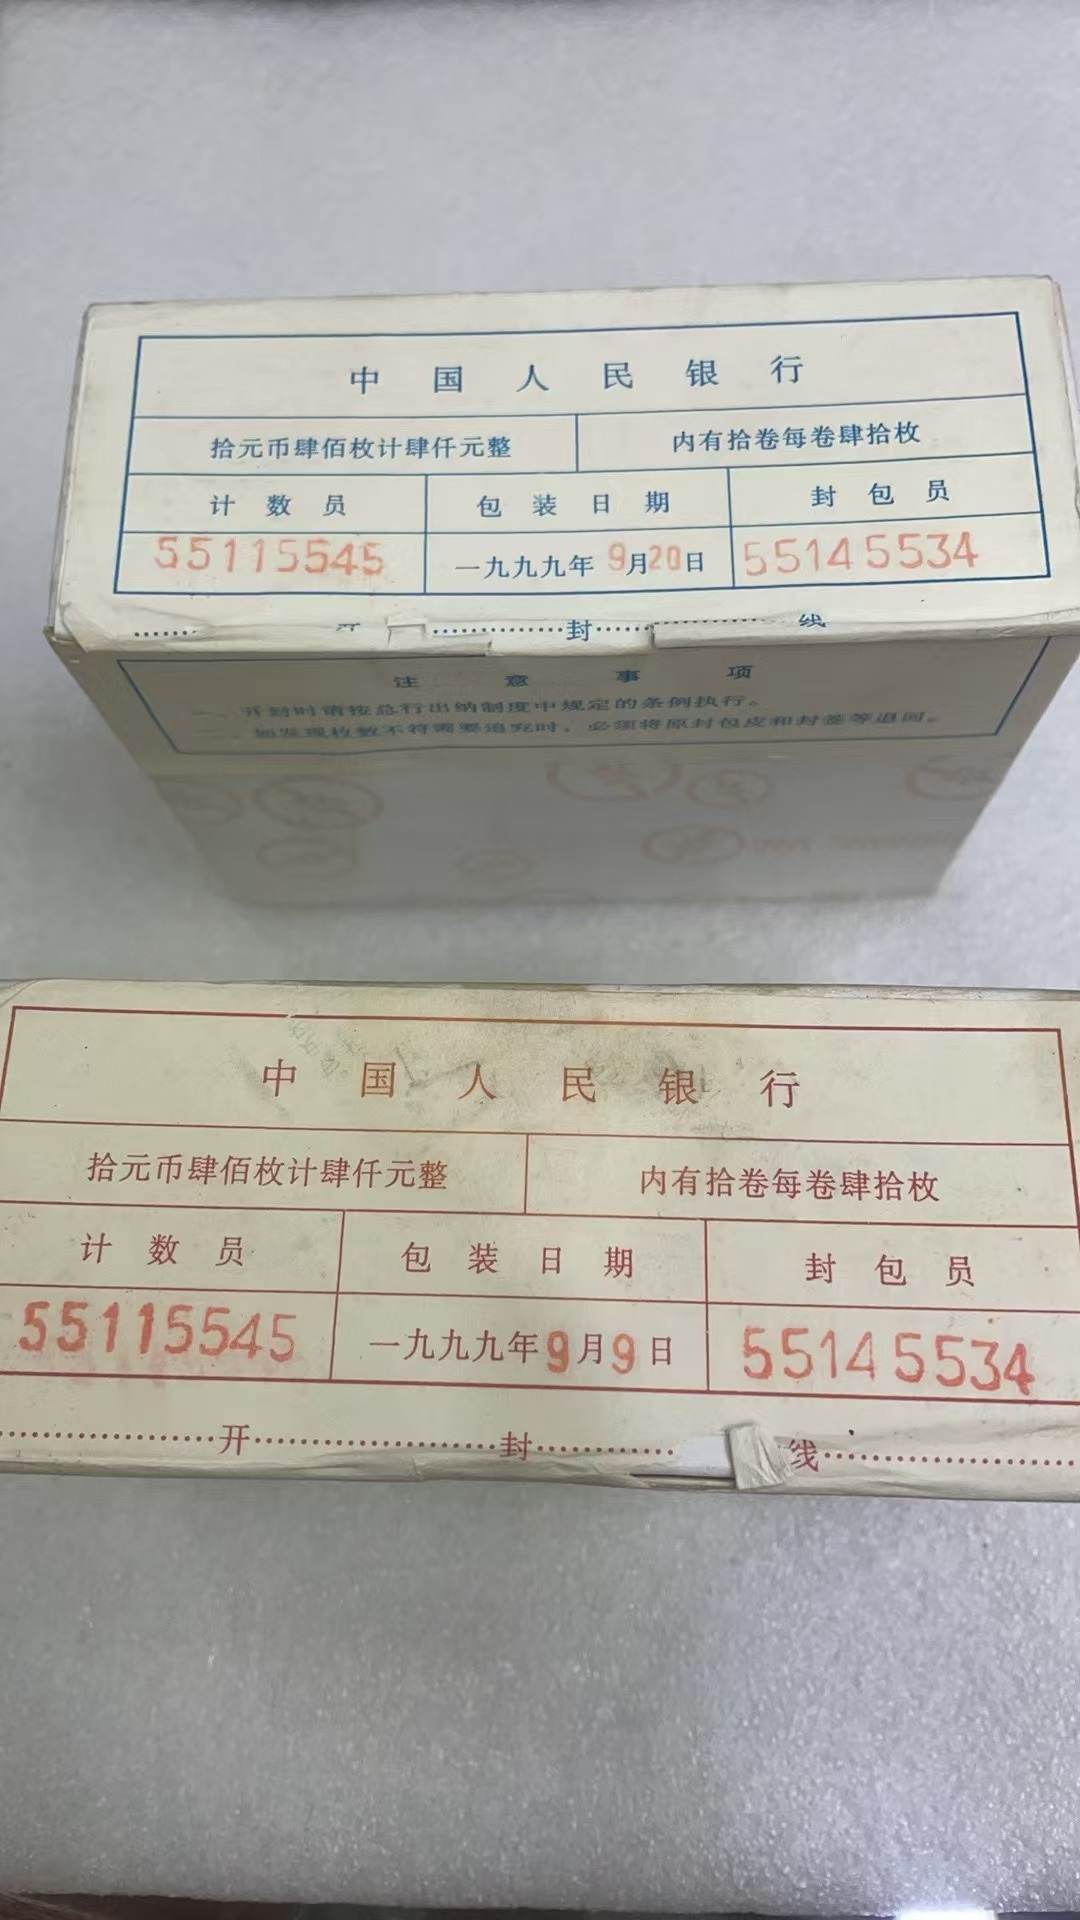 中国人民银行
拾元币肆佰枚计肆仟元整 内有拾卷每卷肆拾枚
计数员 包装日期 封包员
55115545 一九九九年9月20日 55145534
开封线
注意事项
一、开封时请按总行出纳制度中规定的条例执行。
二、如发现枚数不符需要追究时，必须将原封包皮和封签等退回。
中国人民银行
拾元币肆佰枚计肆仟元整 内有拾卷每卷肆拾枚
计数员 包装日期 封包员
55115545 一九九九年9月9日 55145534
开封线